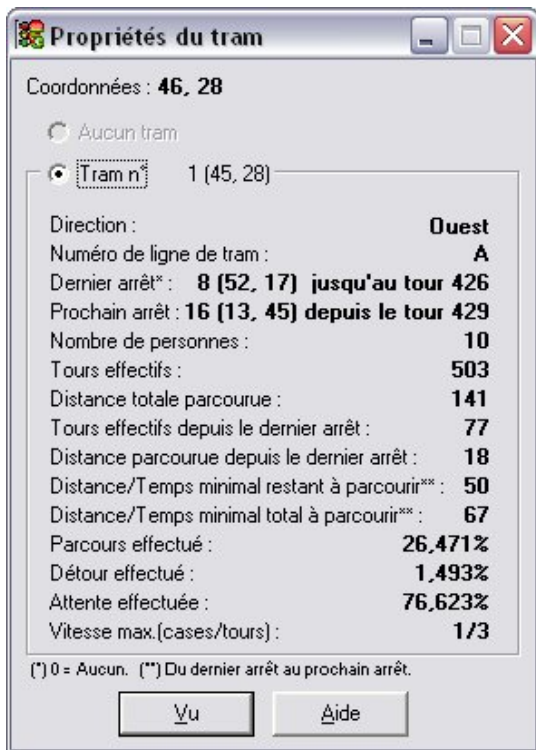 Propriétés du tram
Coordonnées : 46, 28
Aucun tram
Tram n° 1 (45, 28)
Direction : Ouest
Numéro de ligne de tram : A
Dernier arrêt* : 8 (52, 17) jusqu'au tour 426
Prochain arrêt : 16 (13, 45) depuis le tour 429
Nombre de personnes : 10
Tours effectifs : 503
Distance totale parcourue : 141
Tours effectifs depuis le dernier arrêt : 77
Distance parcourue depuis le dernier arrêt : 18
Distance/Temps minimal restant à parcourir** : 50
Distance/Temps minimal total à parcourir** : 67
Parcours effectué : 26,471%
Détour effectué : 1,493%
Attente effectuée : 76,623%
Vitesse max.(cases/tours) : 1/3
(*) 0 = Aucun. (**) Du dernier arrêt au prochain arrêt.
Vu Aide